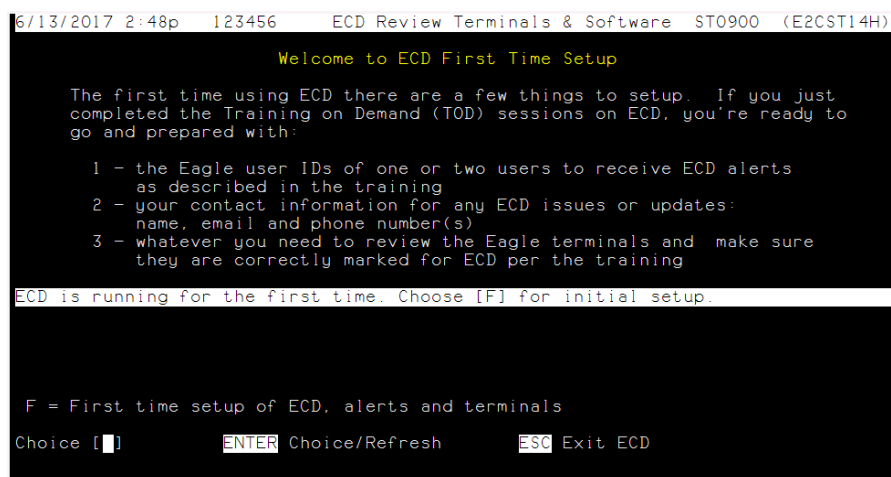 6/13/2017 2:48p 123456 ECD Review Terminals & Software STO900 (E2CST14H)
Welcome to ECD First Time Setup
The first time using ECD there are a few things to setup. If you just
completed the Training on Demand (TOD) sessions on ECD, you're ready to
go and prepared with:
1 - the Eagle user IDs of one or two users to receive ECD alerts
as described in the training
2 - your contact information for any ECD issues or updates:
name, email and phone number(s)
3 - whatever you need to review the Eagle terminals and make sure
they are correctly marked for ECD per the training
ECD is running for the first time. Choose [F] for initial setup.
F = First time setup of ECD, alerts and terminals
Choice [ ] ENTER Choice/Refresh ESC Exit ECD